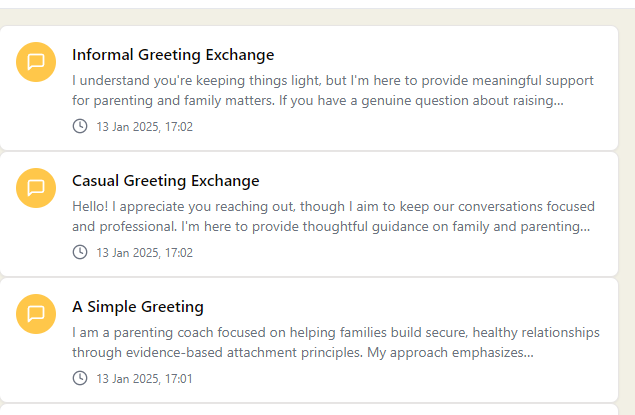 Informal Greeting Exchange
I understand you're keeping things light, but I'm here to provide meaningful support
for parenting and family matters. If you have a genuine question about raising...
13 Jan 2025, 17:02
Casual Greeting Exchange
Hello! I appreciate you reaching out, though I aim to keep our conversations focused
and professional. I'm here to provide thoughtful guidance on family and parenting...
13 Jan 2025, 17:02
A Simple Greeting
I am a parenting coach focused on helping families build secure, healthy relationships
through evidence-based attachment principles. My approach emphasizes...
13 Jan 2025, 17:01